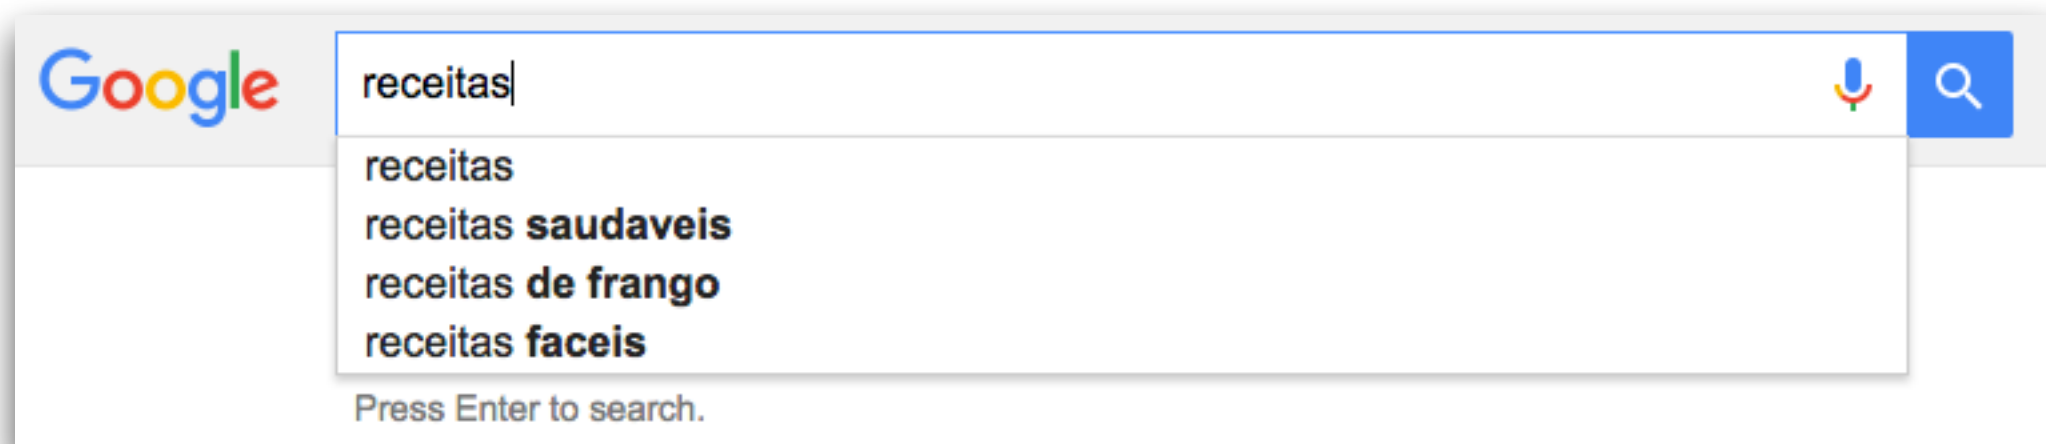 Google receitas
receitas
receitas saudaveis
receitas de frango
receitas faceis
Press Enter to search.